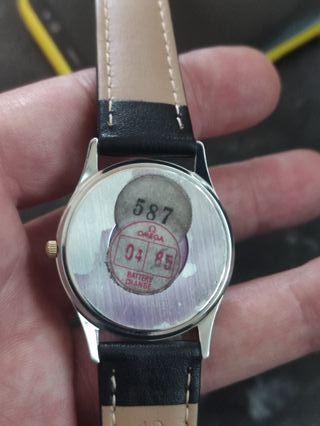 587
Ω
OMEGA
04 85
BATTERY
CHANGE